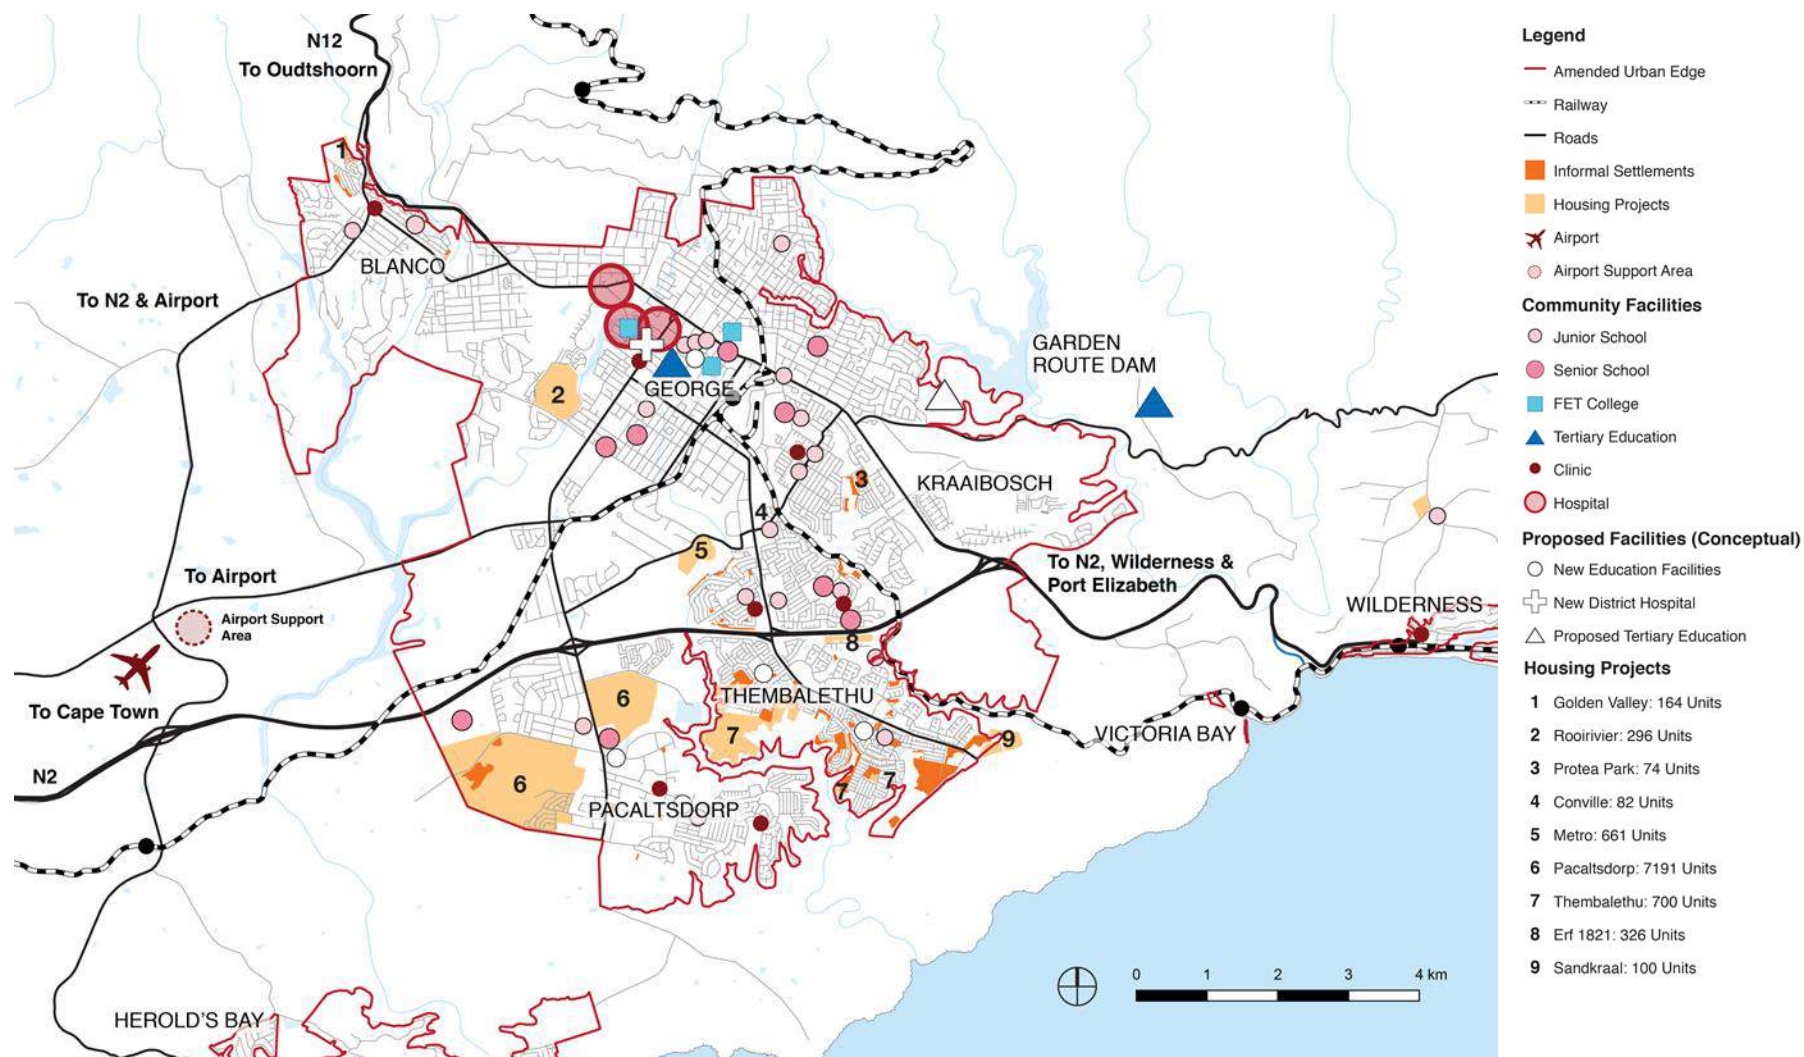 N12
To Oudtshoorn
1
BLANCO
To N2 & Airport
GARDEN
ROUTE DAM
2
GEORGE
3
KRAAIBOSCH
4
5
To N2, Wilderness &
Port Elizabeth
To Airport
Airport Support
Area
WILDERNESS
8
6
THEMBALETHU
To Cape Town
7
9
VICTORIA BAY
N2
6
7
7
PACALTSDORP
HEROLD'S BAY
0 1 2 3 4 km
Legend
Amended Urban Edge
Railway
Roads
Informal Settlements
Housing Projects
Airport
Airport Support Area
Community Facilities
Junior School
Senior School
FET College
Tertiary Education
Clinic
Hospital
Proposed Facilities (Conceptual)
New Education Facilities
New District Hospital
Proposed Tertiary Education
Housing Projects
1 Golden Valley: 164 Units
2 Rooirivier: 296 Units
3 Protea Park: 74 Units
4 Conville: 82 Units
5 Metro: 661 Units
6 Pacaltsdorp: 7191 Units
7 Thembalethu: 700 Units
8 Erf 1821: 326 Units
9 Sandkraal: 100 Units